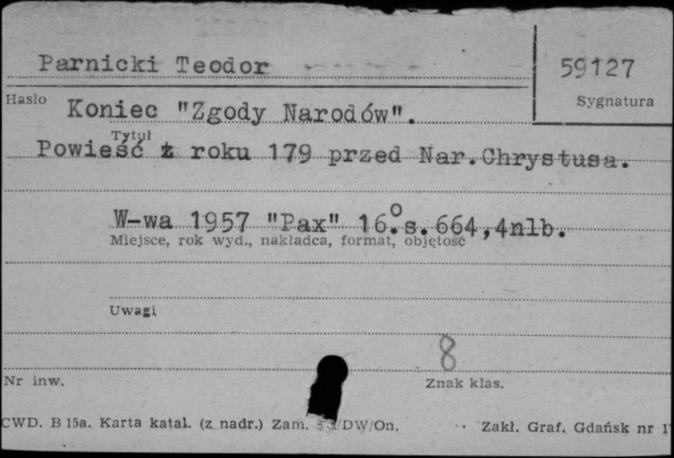 Parnicki Teodor
59127
Hasło
Sygnatura
Koniec "Zgody Narodów".
Tytuł
Powieść z roku 179 przed Nar.Chrystusa.
W-wa 1957 "Pax" 16.° s.664,4nlb.
Miejsce, rok wyd., nakładca, format, objętość
Uwagi
8
Nr inw.
Znak klas.
CWD. B 15a. Karta katal. (z nadr.) Zam. /DW/On.
Zakł. Graf. Gdańsk nr